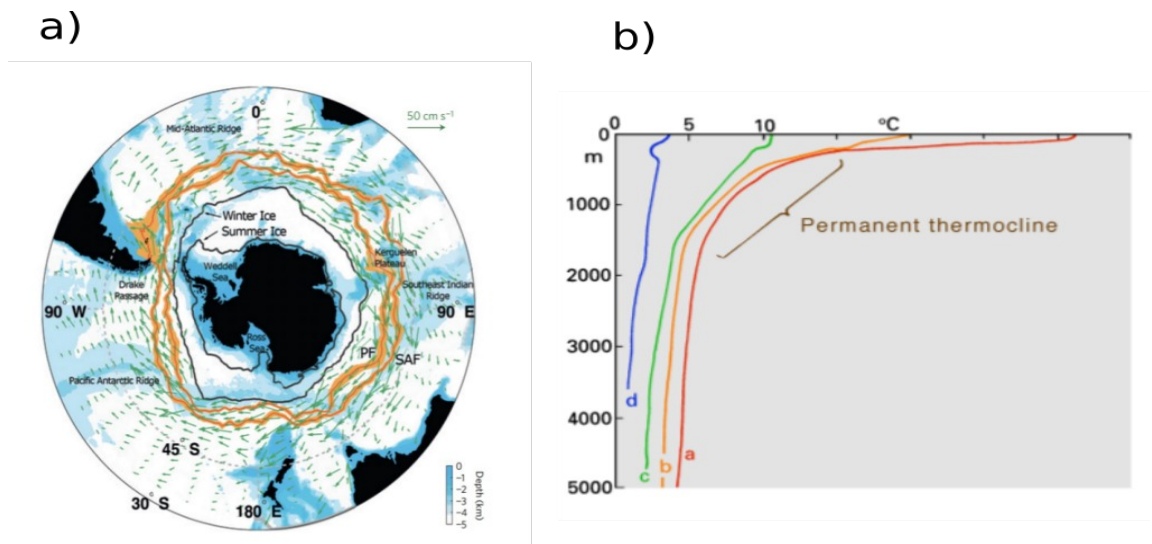 a)
0°
50 cm s⁻¹
Mid-Atlantic Ridge
Winter Ice
Summer Ice
Weddell
Sea
Kerguelen
Plateau
Drake
Passage
Southeast Indian
Ridge
90° W
90° E
Ross
Sea
PF
SAF
Pacific Antarctic Ridge
45° S
30° S
180° E
0
-1
-2
-3
-4
-5
Depth (km)
b)
0 5 10 °C
0
m
1000
Permanent thermocline
2000
3000
d
4000
a
b
c
5000